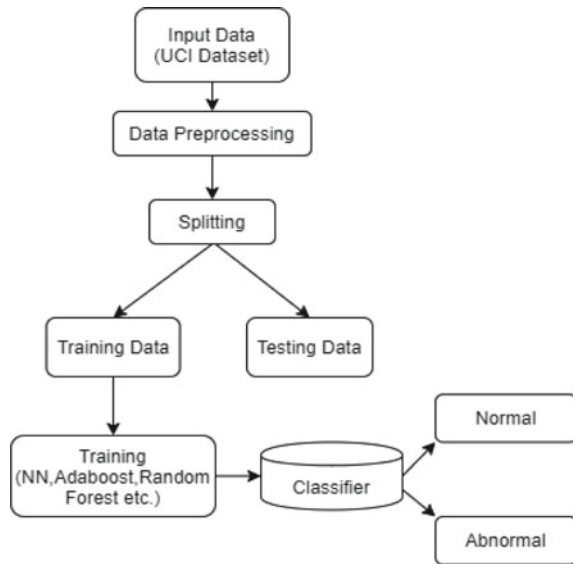 Input Data
(UCI Dataset)
Data Preprocessing
Splitting
Training Data
Testing Data
Training
(NN,Adaboost,Random
Forest etc.)
Classifier
Normal
Abnormal